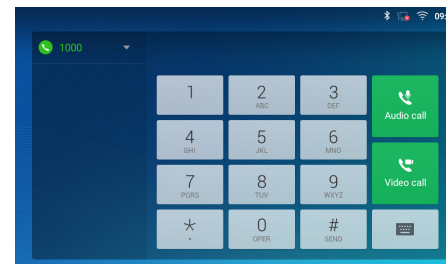 09:
1000
1
2
ABC
3
DEF
Audio call
4
GHI
5
JKL
6
MNO
7
PQRS
8
TUV
9
WXYZ
Video call
*
.
0
OPER
#
SEND